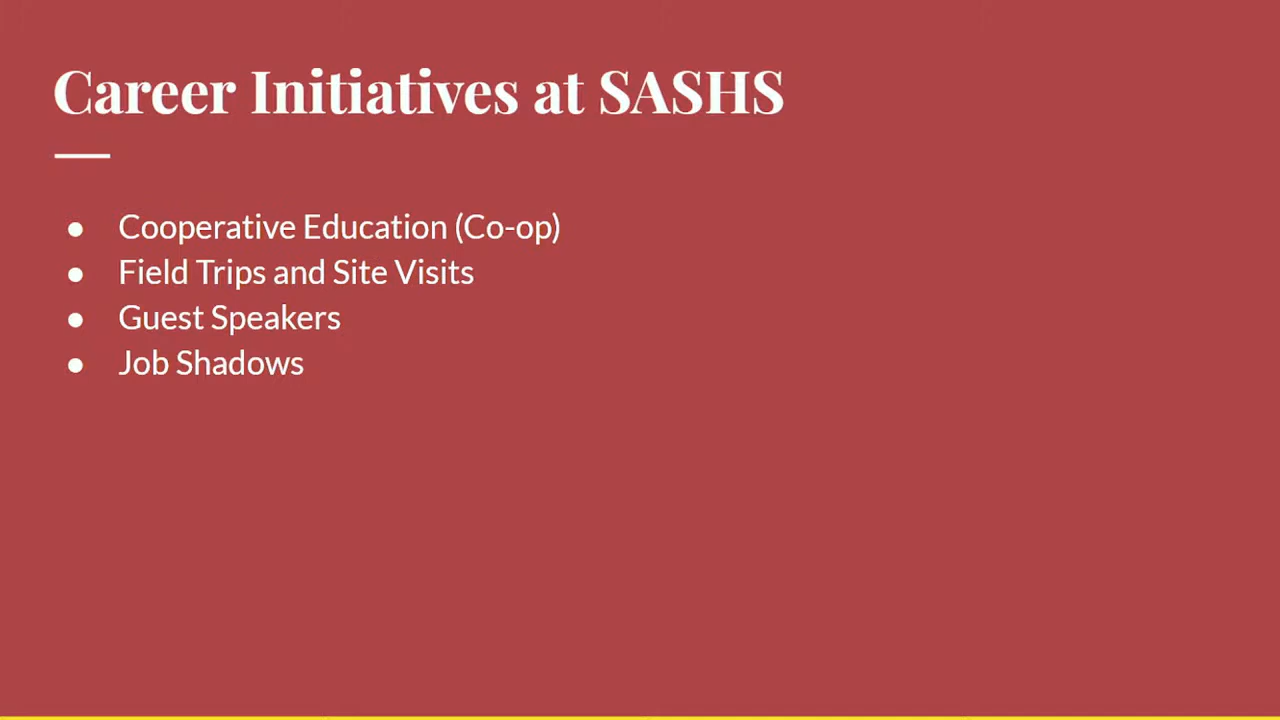 Career Initiatives at SASHS
● Cooperative Education (Co-op)
● Field Trips and Site Visits
● Guest Speakers
● Job Shadows